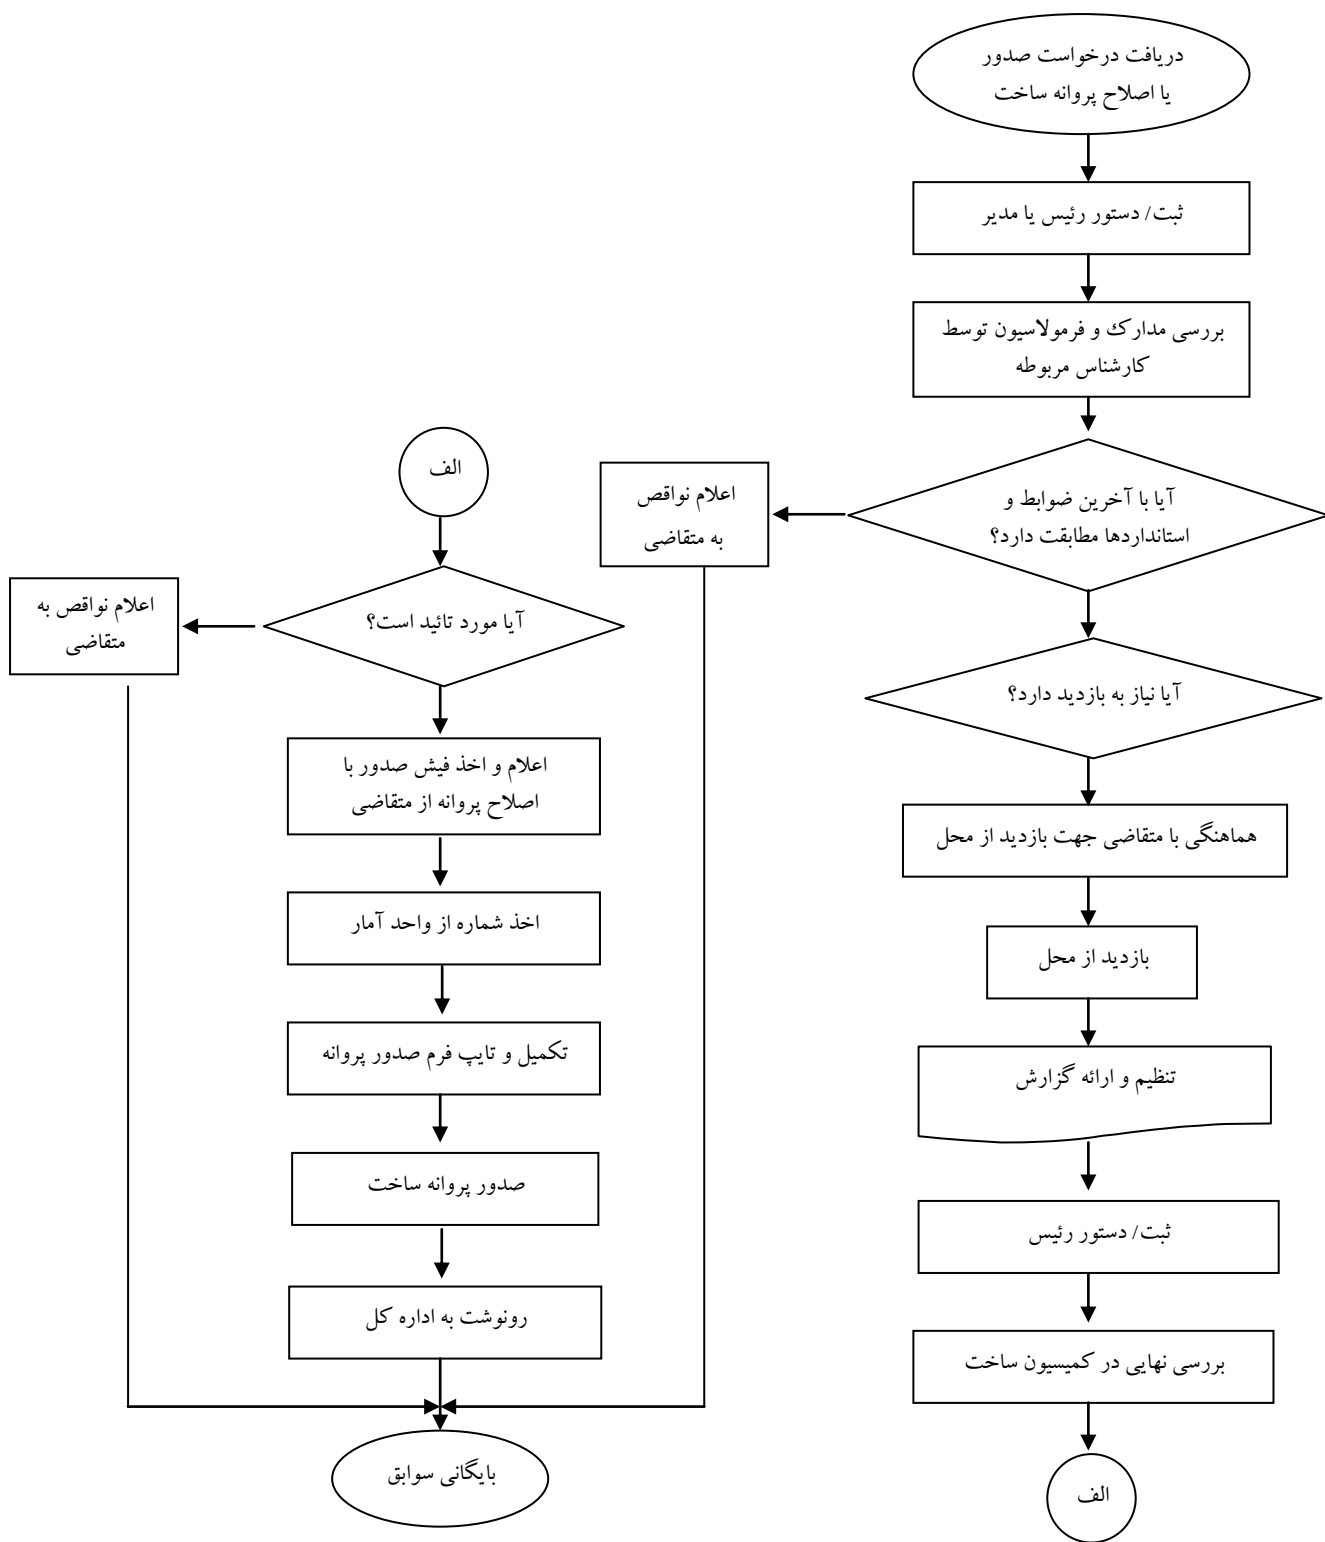 دریافت درخواست صدور
یا اصلاح پروانه ساخت
ثبت/ دستور رئیس یا مدیر
بررسی مدارک و فرمولاسیون توسط
کارشناس مربوطه
آیا با آخرین ضوابط و
استانداردها مطابقت دارد؟
اعلام نواقص
به متقاضی
آیا نیاز به بازدید دارد؟
هماهنگی با متقاضی جهت بازدید از محل
بازدید از محل
تنظیم و ارائه گزارش
ثبت/ دستور رئیس
بررسی نهایی در کمیسیون ساخت
الف
الف
آیا مورد تائید است؟
اعلام نواقص به
متقاضی
اعلام و اخذ فیش صدور با
اصلاح پروانه از متقاضی
اخذ شماره از واحد آمار
تکمیل و تایپ فرم صدور پروانه
صدور پروانه ساخت
رونوشت به اداره کل
بایگانی سوابق